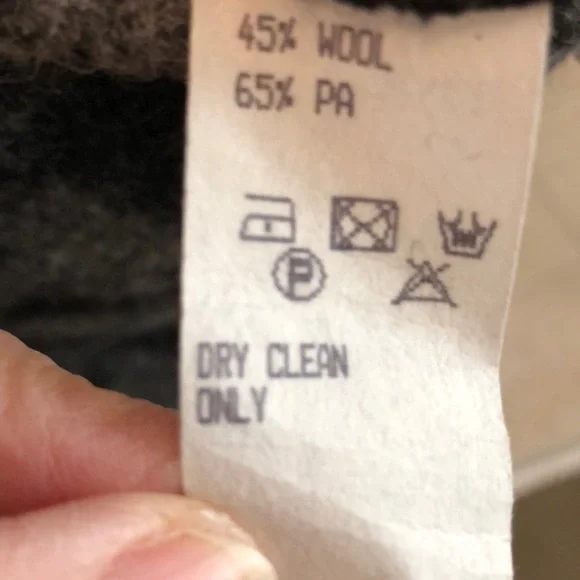 45% WOOL
65% PA
P
DRY CLEAN
ONLY